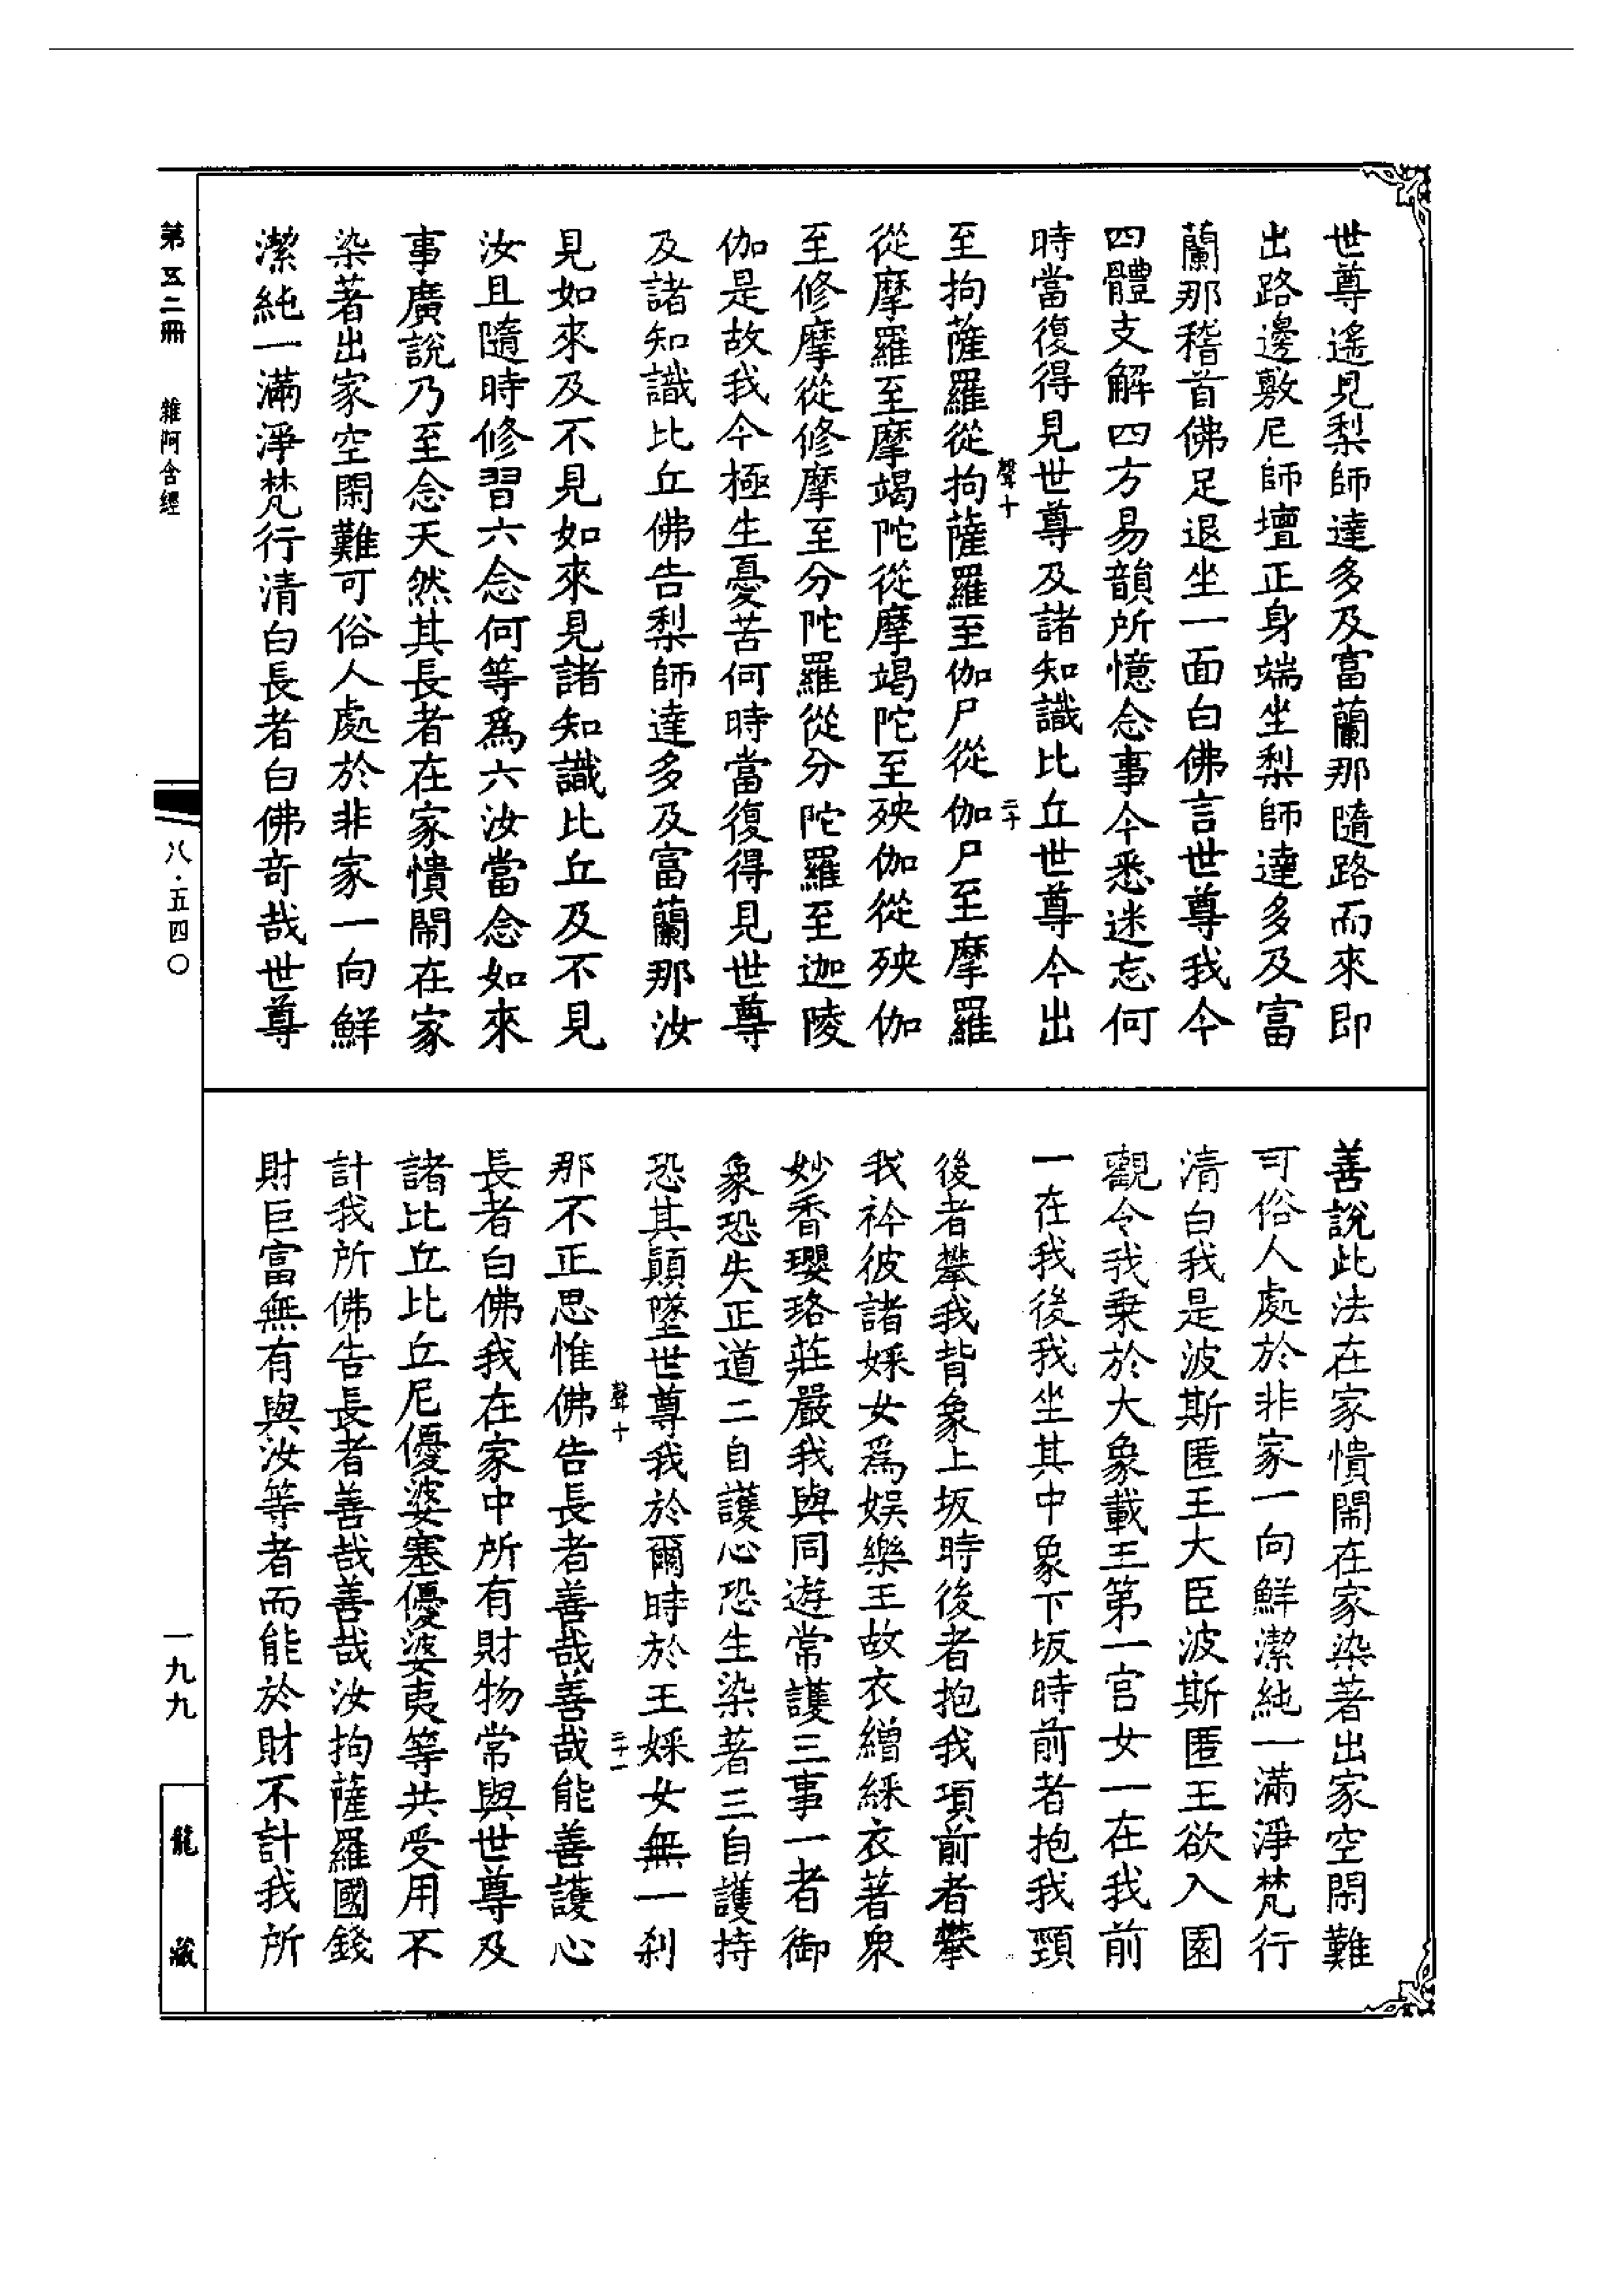 世尊遙見梨師達多及富蘭那隨路而來即
出路邊敷尼師壇正身端坐梨師達多及富
蘭那稽首佛足退坐一面白佛言世尊我今
四體支解四方易韻所憶念事今悉迷忘何
時當復得見世尊及諸知識比丘世尊今出
聲十
二十
至拘薩羅從拘薩羅至伽尸從伽尸至摩羅
從摩羅至摩竭陀從摩竭陀至殃伽從殃伽
至修摩從修摩至分陀羅從分陀羅至迦陵
伽是故我今極生憂苦何時當復得見世尊
及諸知識比丘佛告梨師達多及富蘭那汝
見如來及不見如來見諸知識比丘及不見
汝且隨時修習六念何等為六汝當念如來
事廣說乃至念天然其長者在家憒閙在家
染著出家空閑難可俗人處於非家一向鮮
潔純一滿淨梵行清白長者白佛奇哉世尊
善說此法在家憒閙在家染著出家空閑難
可俗人處於非家一向鮮潔純一滿淨梵行
清白我是波斯匿王大臣波斯匿王欲入園
觀令我乗於大象載王第一宮女一在我前
一在我後我坐其中象下坂時前者抱我頸
後者攀我背象上坂時後者抱我項前者攀
我衿彼諸婇女為娛樂王故衣繒綵衣著衆
妙香瓔珞莊嚴我與同遊常護三事一者御
象恐失正道二自護心恐生染著三自護持
恐其顛墜世尊我於爾時於王婇女無一刹
聲十
二十一
那不正思惟佛告長者善哉善哉能善護心
長者白佛我在家中所有財物常與世尊及
諸比丘比丘尼優婆塞優婆夷等共受用不
計我所佛告長者善哉善哉汝拘薩羅國錢
財巨富無有與汝等者而能於財不計我所
第五二冊 雜阿含經
八·五四〇
一九九
龍藏